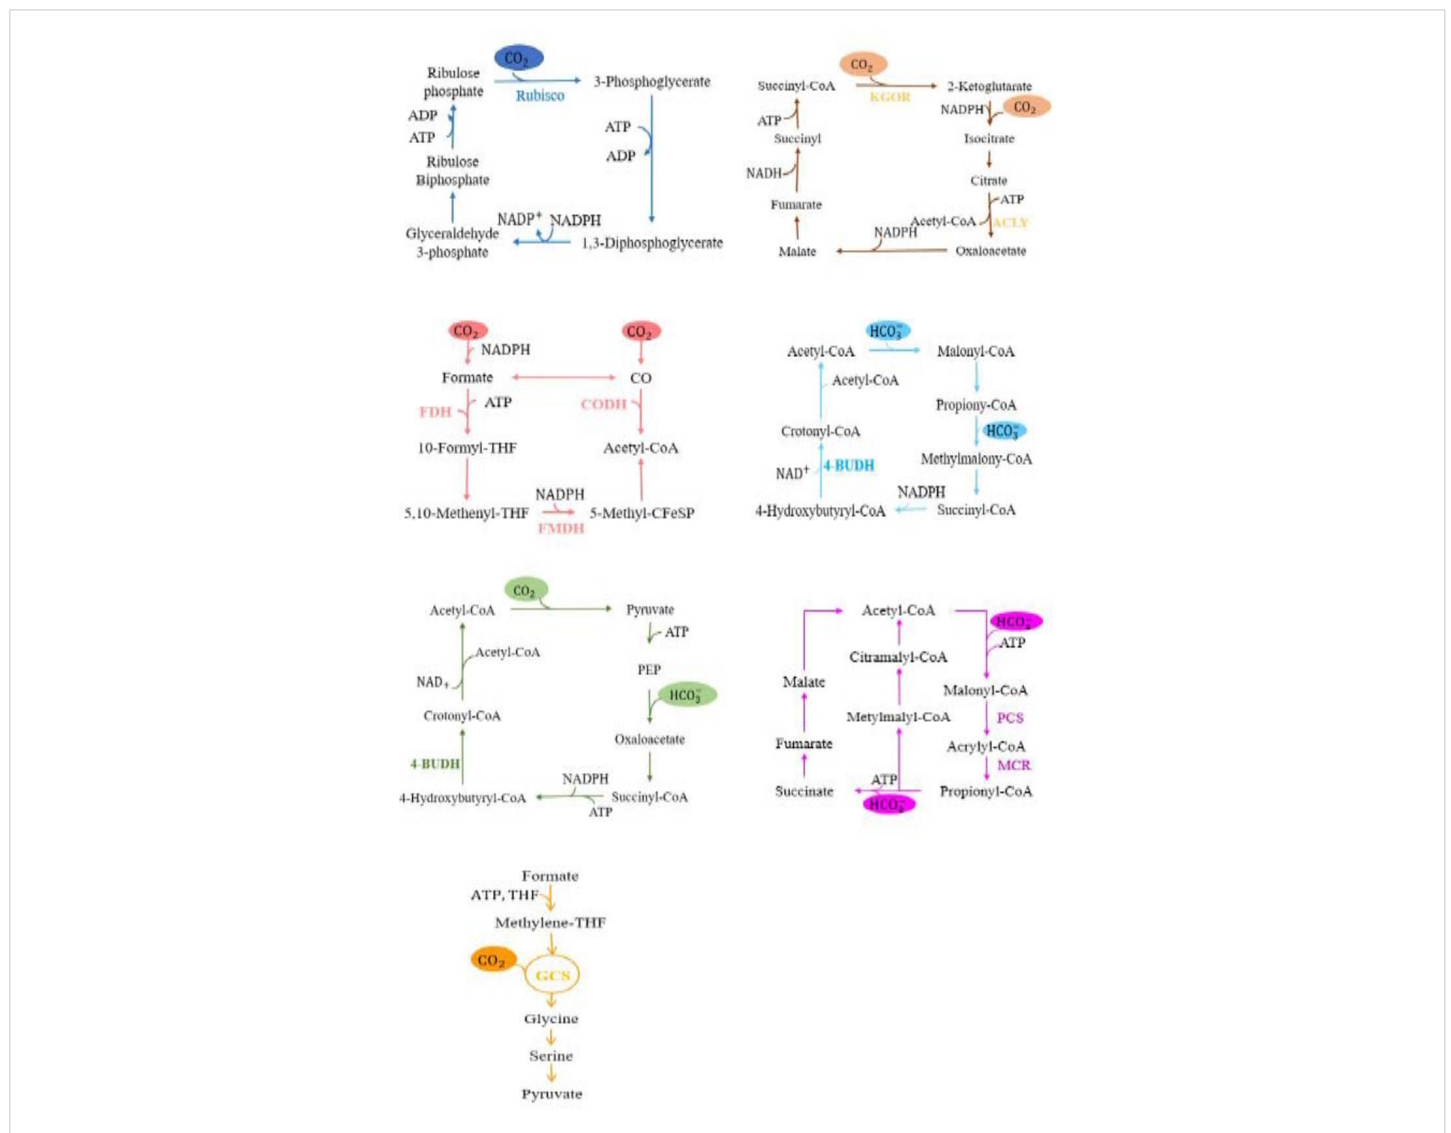 CO₂
Ribulose
phosphate
3-Phosphoglycerate
Rubisco
ADP
ATP
ATP
ADP
Ribulose
Biphosphate
NADP⁺
NADPH
Glyceraldehyde
3-phosphate
1,3-Diphosphoglycerate
CO₂
Succinyl-CoA
2-Ketoglutarate
KGOR
NADPH
CO₂
ATP
Succinyl
Isocitrate
NADH
Citrate
ATP
Fumarate
Acetyl-CoA
ACLY
NADPH
Malate
Oxaloacetate
CO₂
CO₂
NADPH
Formate
CO
FDH
ATP
CODH
10-Formyl-THF
Acetyl-CoA
NADPH
5,10-Methenyl-THF
5-Methyl-CFeSP
FMDH
HCO₃⁻
Acetyl-CoA
Malonyl-CoA
Acetyl-CoA
Propiony-CoA
Crotonyl-CoA
HCO₃⁻
NAD⁺
4-BUDH
Methylmalony-CoA
NADPH
4-Hydroxybutyryl-CoA
Succinyl-CoA
CO₂
Acetyl-CoA
Pyruvate
ATP
Acetyl-CoA
PEP
NAD+
HCO₃⁻
Crotonyl-CoA
Oxaloacetate
4-BUDH
NADPH
4-Hydroxybutyryl-CoA
Succinyl-CoA
ATP
Acetyl-CoA
ATP
Citramalyl-CoA
Malate
Malonyl-CoA
Metylmalyl-CoA
PCS
Fumarate
Acrylyl-CoA
MCR
ATP
Succinate
Propionyl-CoA
Formate
ATP, THF
Methylene-THF
CO₂
GCS
Glycine
Serine
Pyruvate